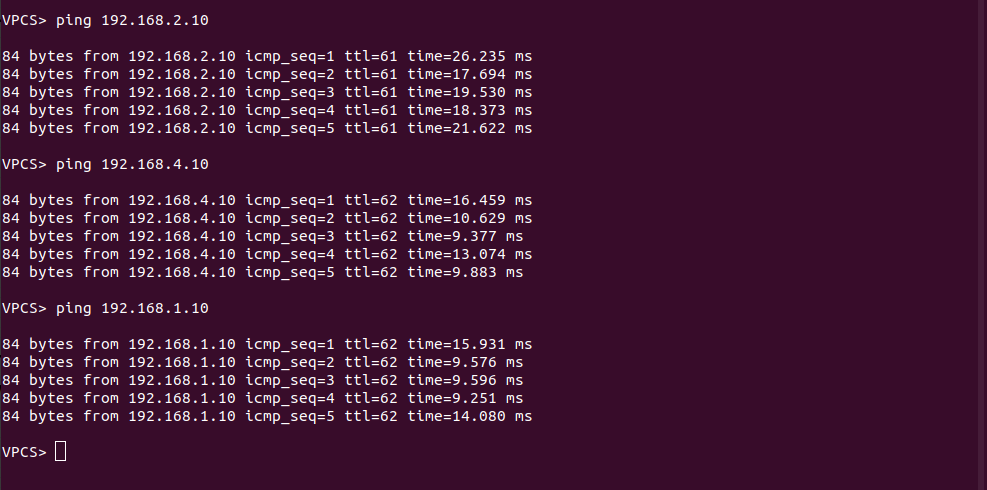 VPCS> ping 192.168.2.10
84 bytes from 192.168.2.10 icmp_seq=1 ttl=61 time=26.235 ms
84 bytes from 192.168.2.10 icmp_seq=2 ttl=61 time=17.694 ms
84 bytes from 192.168.2.10 icmp_seq=3 ttl=61 time=19.530 ms
84 bytes from 192.168.2.10 icmp_seq=4 ttl=61 time=18.373 ms
84 bytes from 192.168.2.10 icmp_seq=5 ttl=61 time=21.622 ms
VPCS> ping 192.168.4.10
84 bytes from 192.168.4.10 icmp_seq=1 ttl=62 time=16.459 ms
84 bytes from 192.168.4.10 icmp_seq=2 ttl=62 time=10.629 ms
84 bytes from 192.168.4.10 icmp_seq=3 ttl=62 time=9.377 ms
84 bytes from 192.168.4.10 icmp_seq=4 ttl=62 time=13.074 ms
84 bytes from 192.168.4.10 icmp_seq=5 ttl=62 time=9.883 ms
VPCS> ping 192.168.1.10
84 bytes from 192.168.1.10 icmp_seq=1 ttl=62 time=15.931 ms
84 bytes from 192.168.1.10 icmp_seq=2 ttl=62 time=9.576 ms
84 bytes from 192.168.1.10 icmp_seq=3 ttl=62 time=9.596 ms
84 bytes from 192.168.1.10 icmp_seq=4 ttl=62 time=9.251 ms
84 bytes from 192.168.1.10 icmp_seq=5 ttl=62 time=14.080 ms
VPCS>